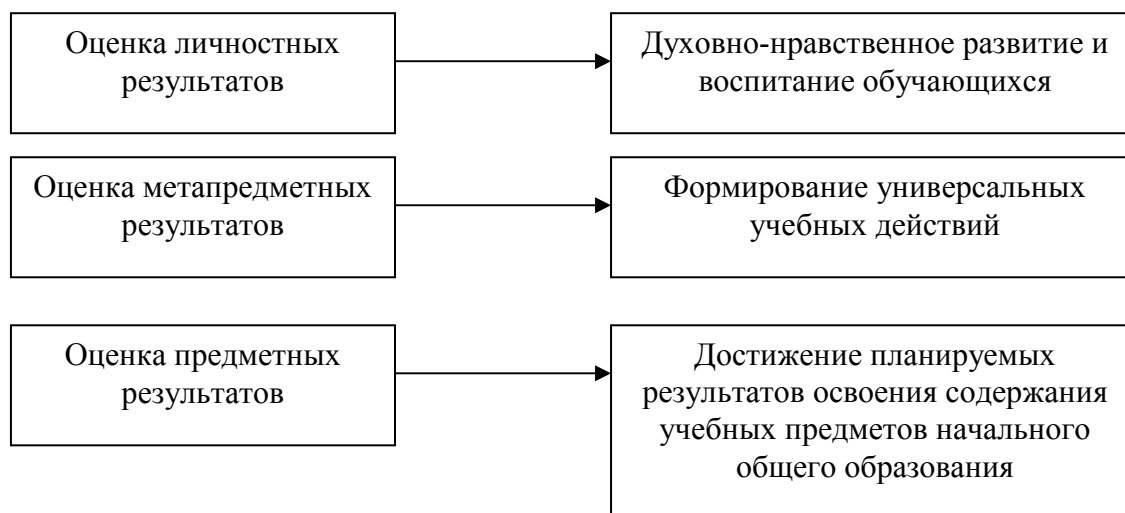 Оценка личностных
результатов
Духовно-нравственное развитие и
воспитание обучающихся
Оценка метапредметных
результатов
Формирование универсальных
учебных действий
Оценка предметных
результатов
Достижение планируемых
результатов освоения содержания
учебных предметов начального
общего образования